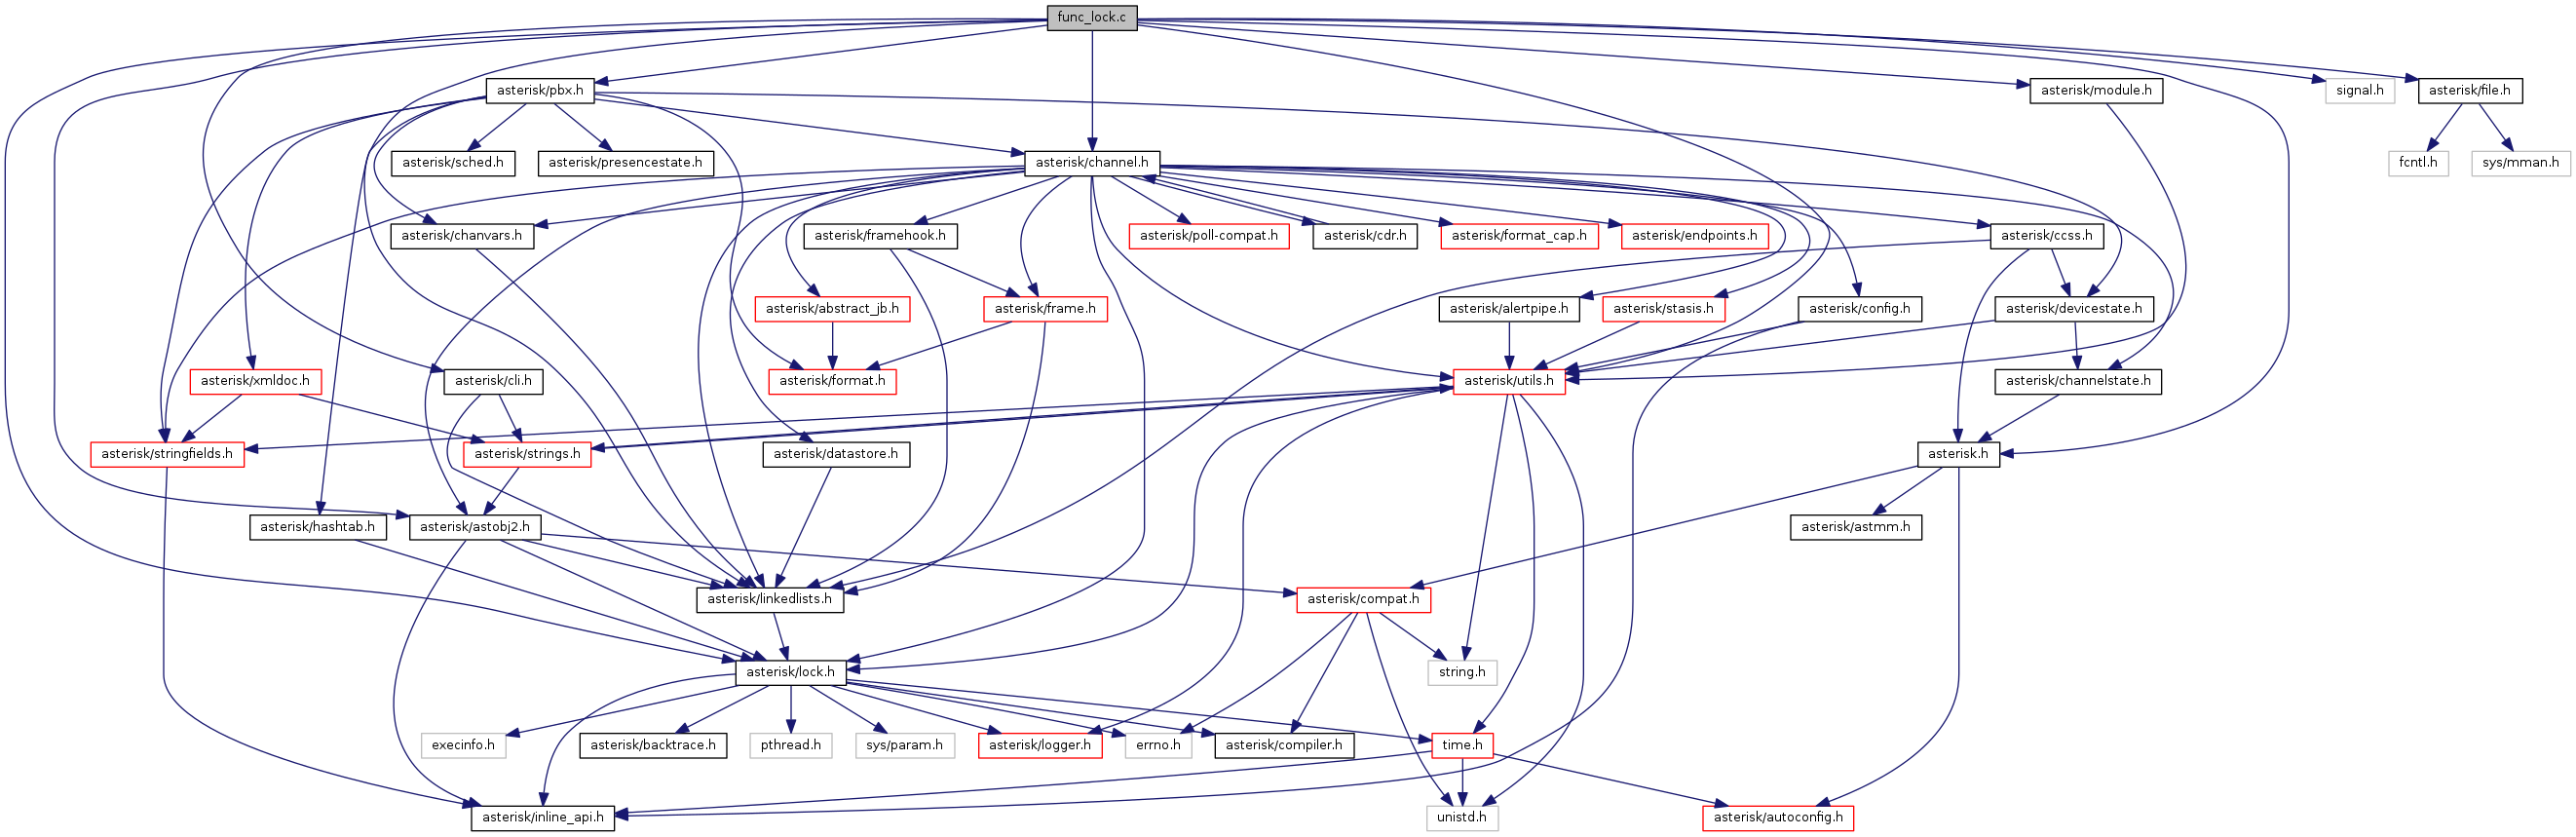 func_lock.c
asterisk/pbx.h
asterisk/module.h
signal.h
asterisk/file.h
asterisk/sched.h
asterisk/presencestate.h
asterisk/channel.h
fcntl.h
sys/mman.h
asterisk/chanvars.h
asterisk/framehook.h
asterisk/poll-compat.h
asterisk/cdr.h
asterisk/format_cap.h
asterisk/endpoints.h
asterisk/ccss.h
asterisk/abstract_jb.h
asterisk/frame.h
asterisk/alertpipe.h
asterisk/stasis.h
asterisk/config.h
asterisk/devicestate.h
asterisk/xmldoc.h
asterisk/cli.h
asterisk/format.h
asterisk/utils.h
asterisk/channelstate.h
asterisk/stringfields.h
asterisk/strings.h
asterisk/datastore.h
asterisk.h
asterisk/hashtab.h
asterisk/astobj2.h
asterisk/astmm.h
asterisk/linkedlists.h
asterisk/compat.h
asterisk/lock.h
string.h
execinfo.h
asterisk/backtrace.h
pthread.h
sys/param.h
asterisk/logger.h
errno.h
asterisk/compiler.h
time.h
asterisk/inline_api.h
unistd.h
asterisk/autoconfig.h